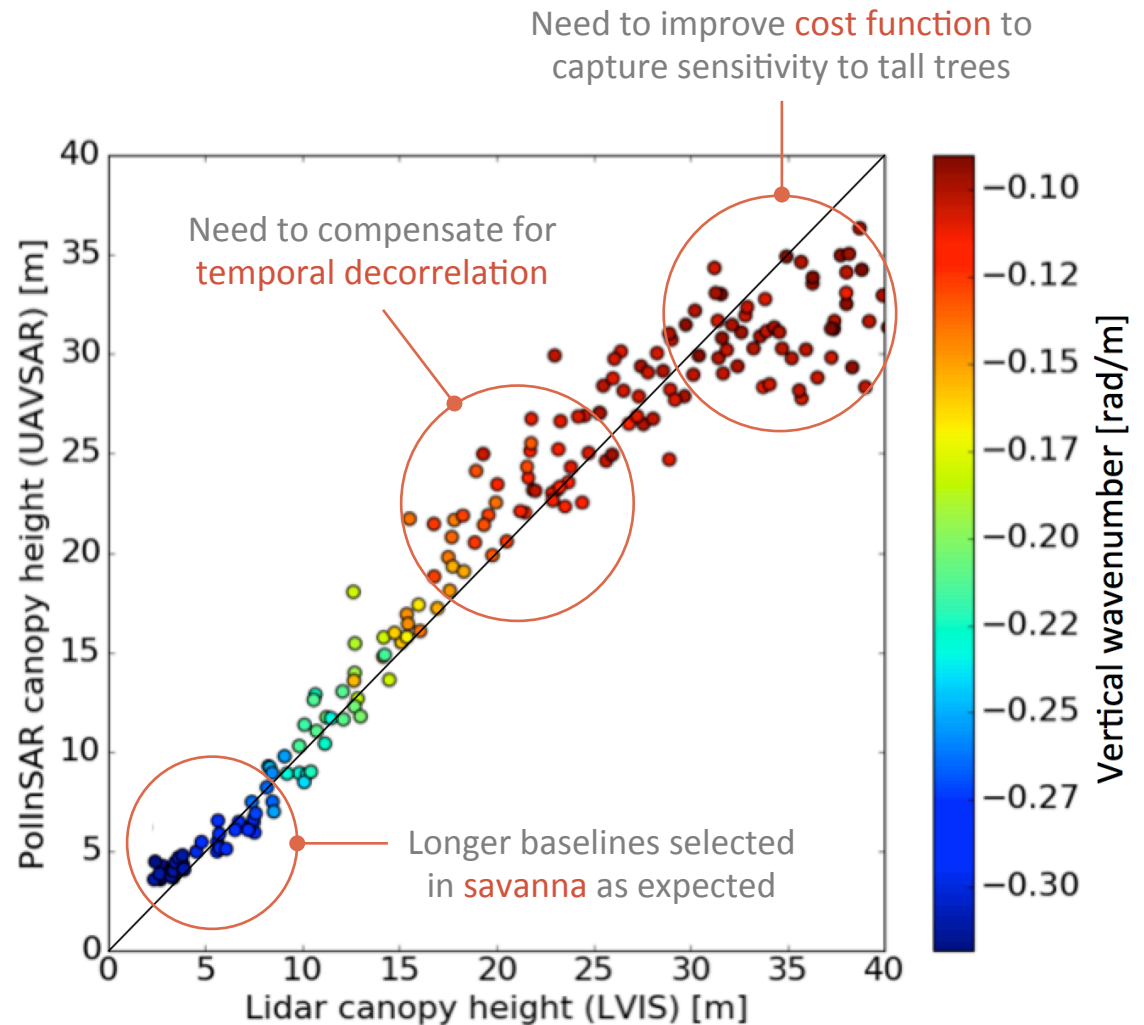 Need to improve cost function to
capture sensitivity to tall trees
Need to compensate for
temporal decorrelation
Longer baselines selected
in savanna as expected
PolInSAR canopy height (UAVSAR) [m]
40
35
30
25
20
15
10
5
0
0 5 10 15 20 25 30 35 40
Lidar canopy height (LVIS) [m]
−0.10
−0.12
−0.15
−0.17
−0.20
−0.22
−0.25
−0.27
−0.30
Vertical wavenumber [rad/m]